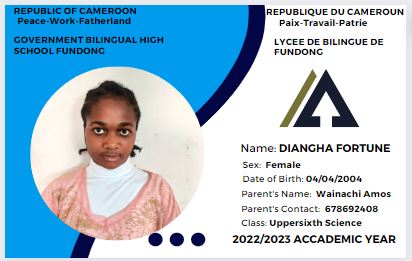 REPUBLIC OF CAMEROON
Peace-Work-Fatherland
GOVERNMENT BILINGUAL HIGH
SCHOOL FUNDONG
REPUBLIQUE DU CAMEROUN
Paix-Travail-Patrie
LYCEE DE BILINGUE DE
FUNDONG
Name: DIANGHA FORTUNE
Sex: Female
Date of Birth: 04/04/2004
Parent's Name: Wainachi Amos
Parent's Contact: 678692408
Class: Uppersixth Science
2022/2023 ACCADEMIC YEAR